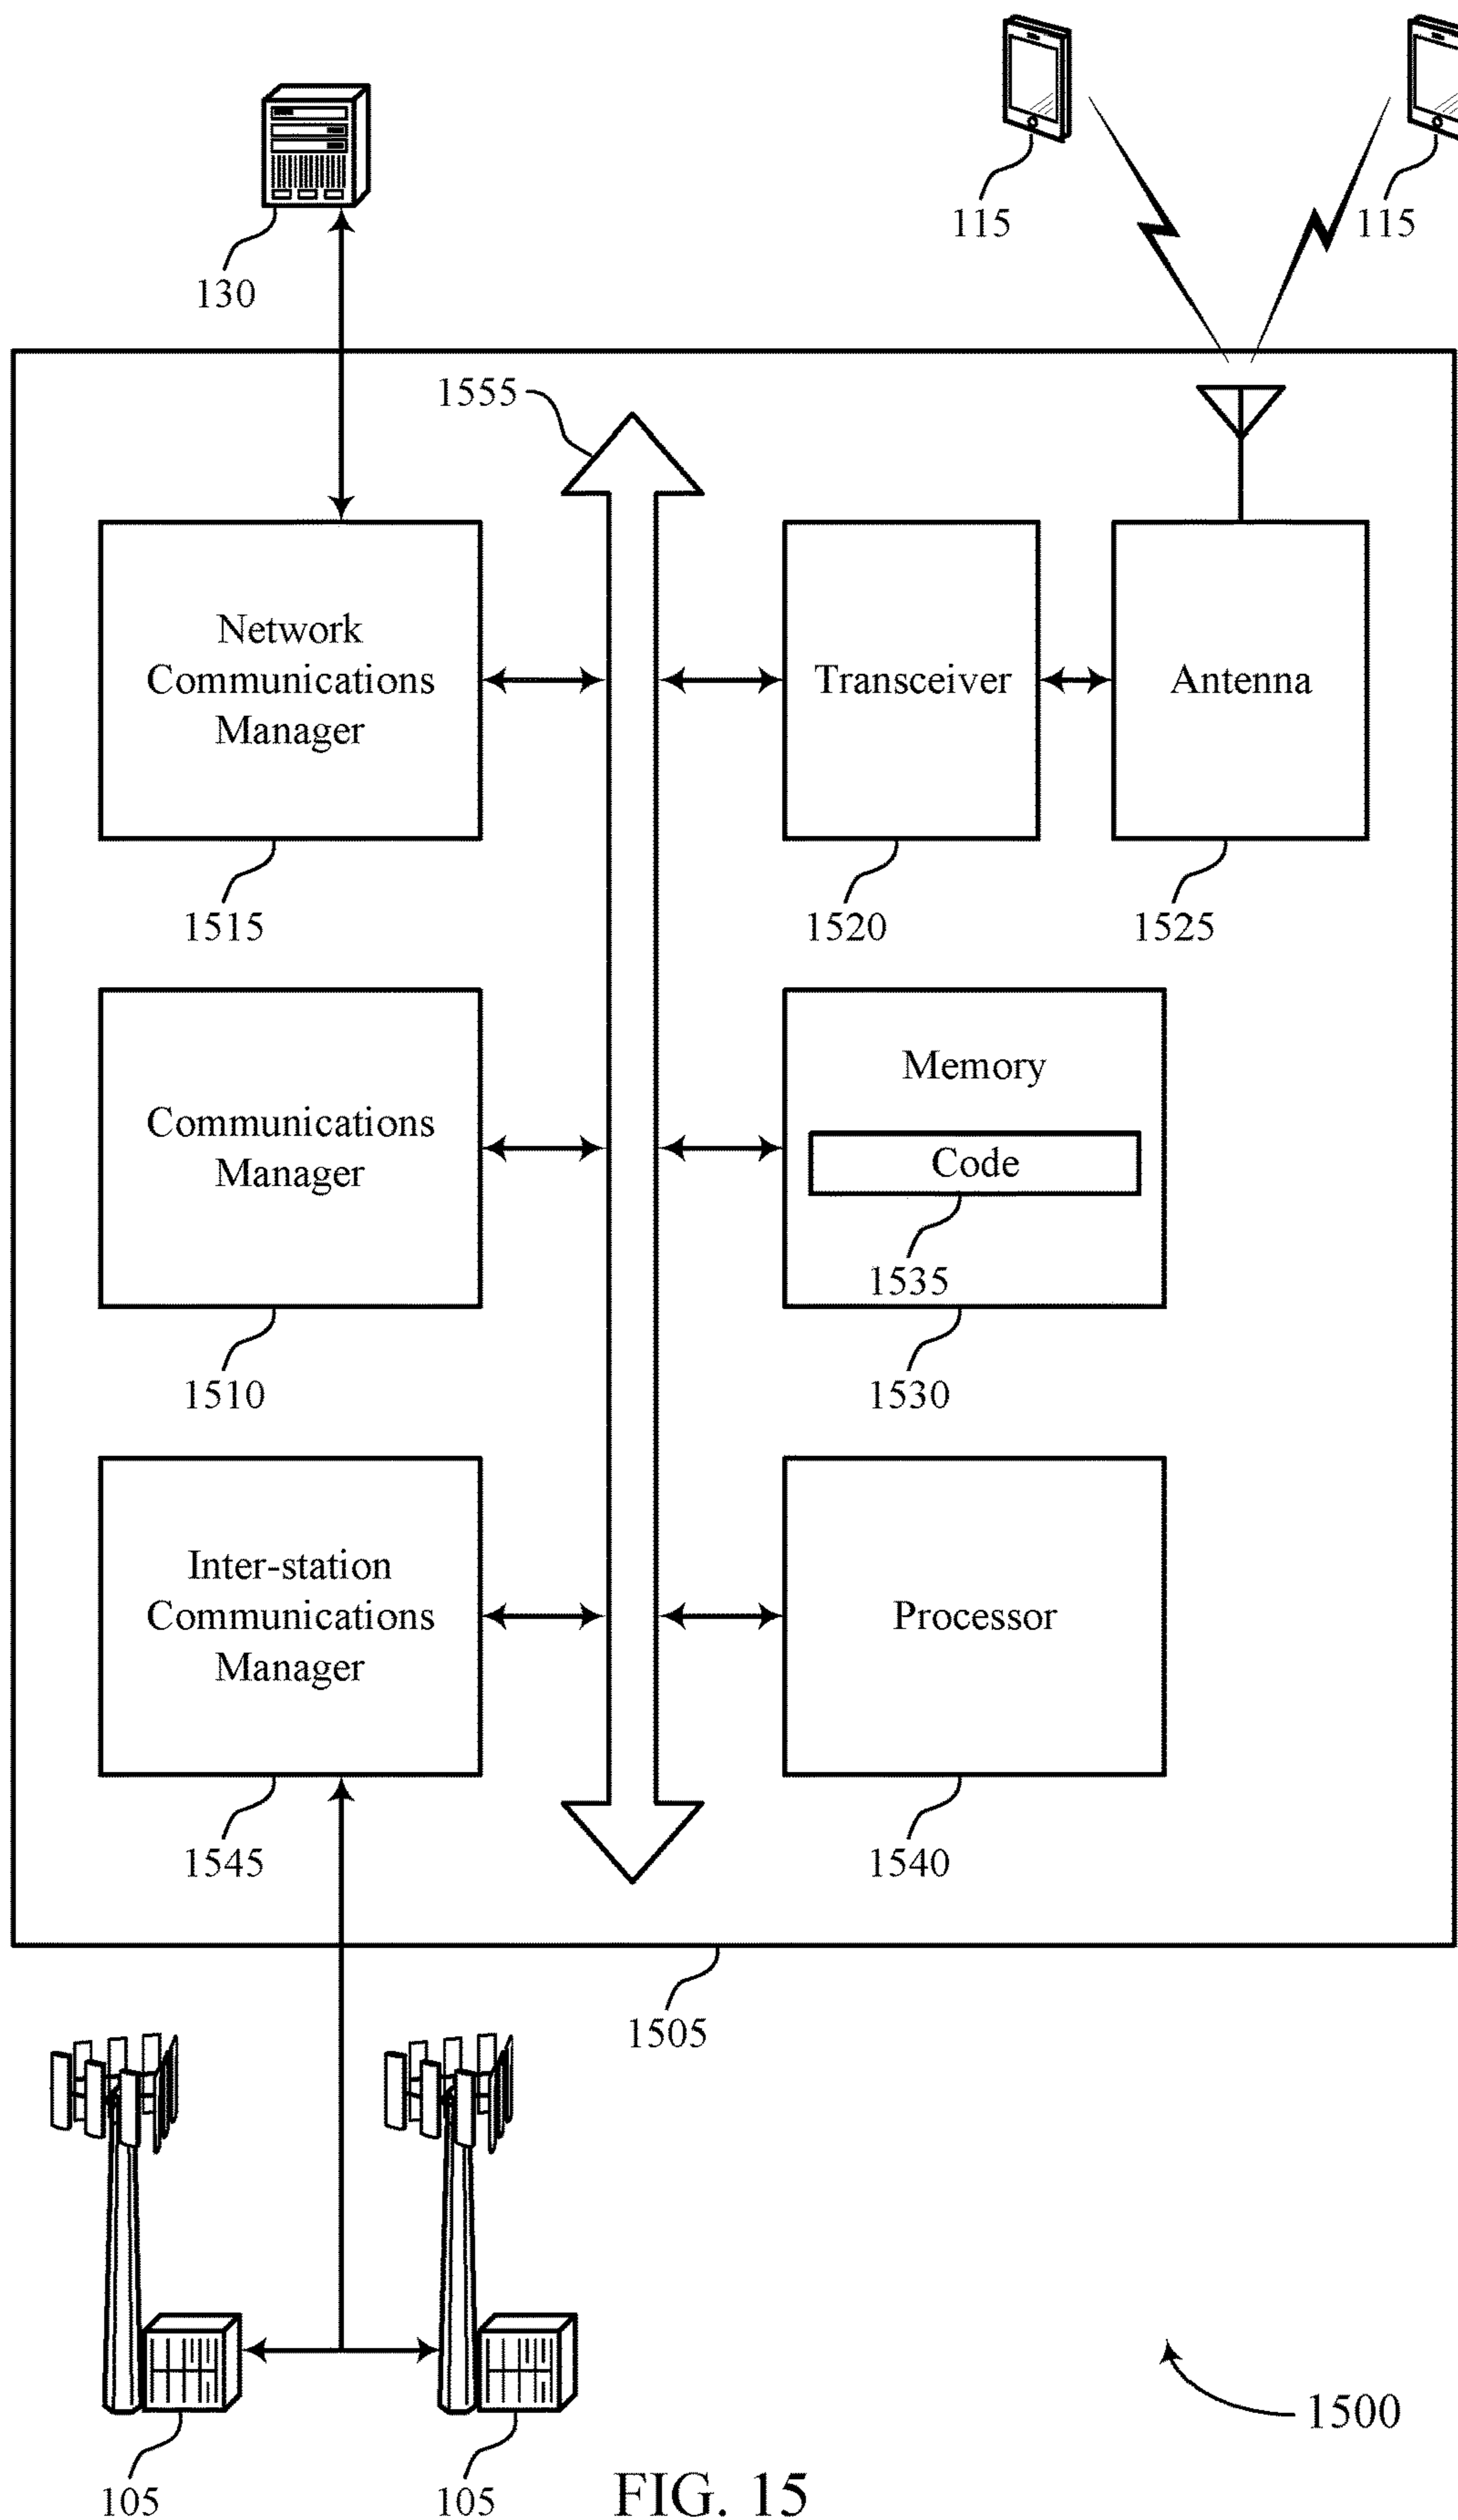 115
115
130
1555
Network
Communications
Manager
Transceiver
Antenna
1515
1520
1525
Communications
Manager
Memory
Code
1535
1510
1530
Inter-station
Communications
Manager
Processor
1545
1540
1505
1500
105
105
FIG. 15